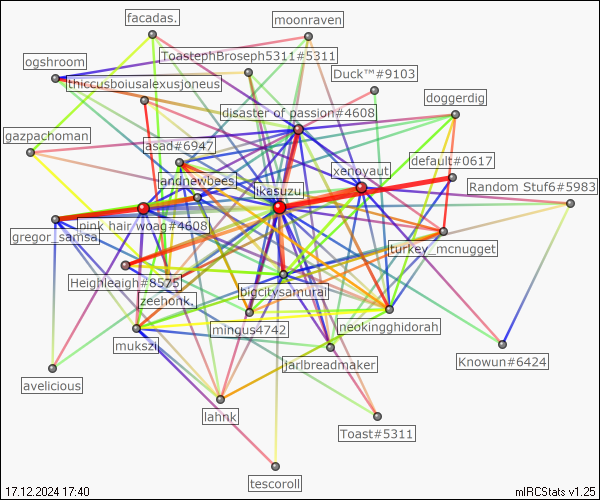 facadas.
moonraven
ogshroom
ToastephBroseph5311#5311
thiccusboiusalexusjoneus
Duck™#9103
doggerdig
disaster of passion#4608
gazpachoman
asad#6947
xenoyaut
default#0617
andnewbees
ikasuzu
Random Stuf6#5983
gregor_samsa
pink hair woag#4608
turkey_mcnugget
Heighleaigh#8575
zeehonk.
bigcitysamurai
mukszi
mingus4742
neokingghidorah
jarlbreadmaker
Knowun#6424
avelicious
lahnk
Toast#5311
tescoroll
17.12.2024 17:40
mIRCStats v1.25